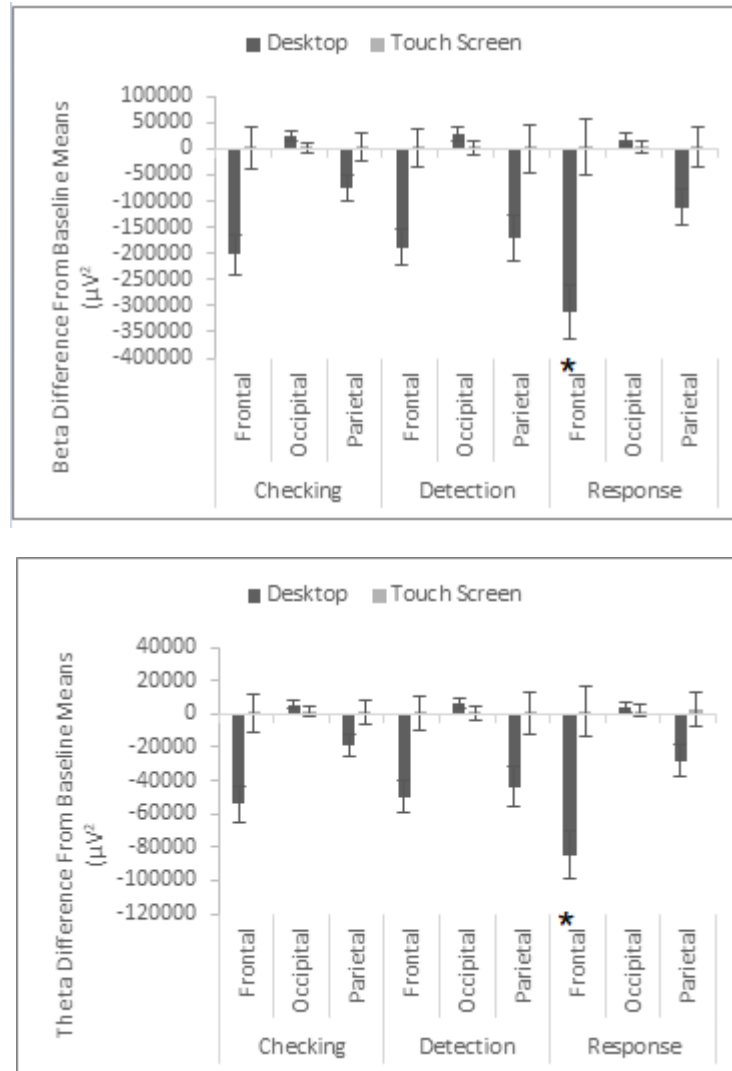 Desktop Touch Screen
Beta Difference From Baseline Means
(µV²
100000
50000
0
-50000
-100000
-150000
-200000
-250000
-300000
-350000
-400000
*
Frontal Occipital Parietal Frontal Occipital Parietal Frontal Occipital Parietal
Checking Detection Response
Desktop Touch Screen
Theta Difference From Baseline Means
(µV²
40000
20000
0
-20000
-40000
-60000
-80000
-100000
-120000
*
Frontal Occipital Parietal Frontal Occipital Parietal Frontal Occipital Parietal
Checking Detection Response